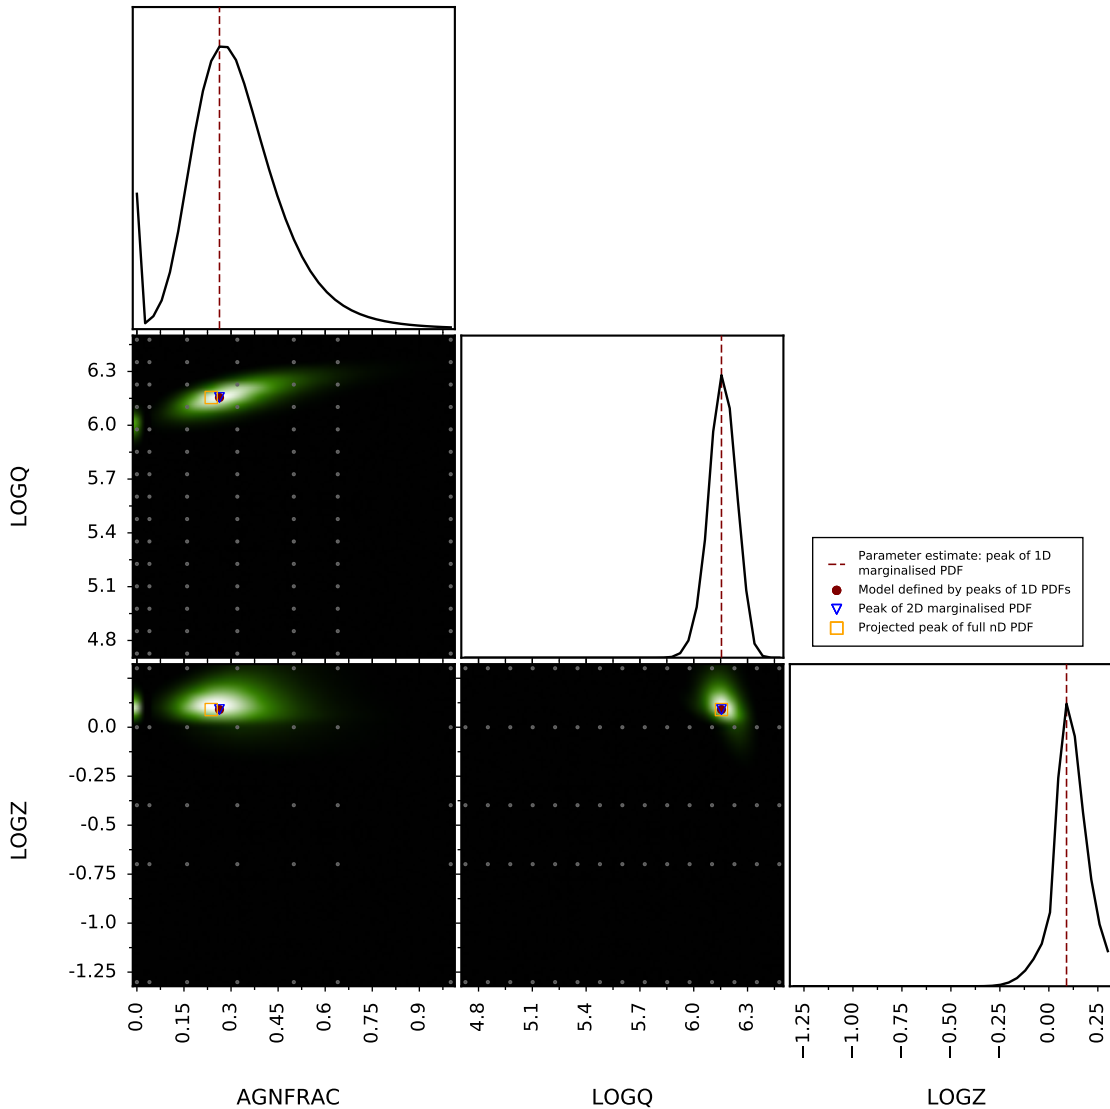 6.3
6.0
5.7
5.4
5.1
4.8
LOGQ
Parameter estimate: peak of 1D
marginalised PDF
Model defined by peaks of 1D PDFs
Peak of 2D marginalised PDF
Projected peak of full nD PDF
0.0
-0.25
-0.5
-0.75
-1.0
-1.25
LOGZ
0.0 0.15 0.3 0.45 0.6 0.75 0.9
4.8 5.1 5.4 5.7 6.0 6.3
−1.25 −1.00 −0.75 −0.50 −0.25 0.00 0.25
AGNFRAC LOGQ LOGZ